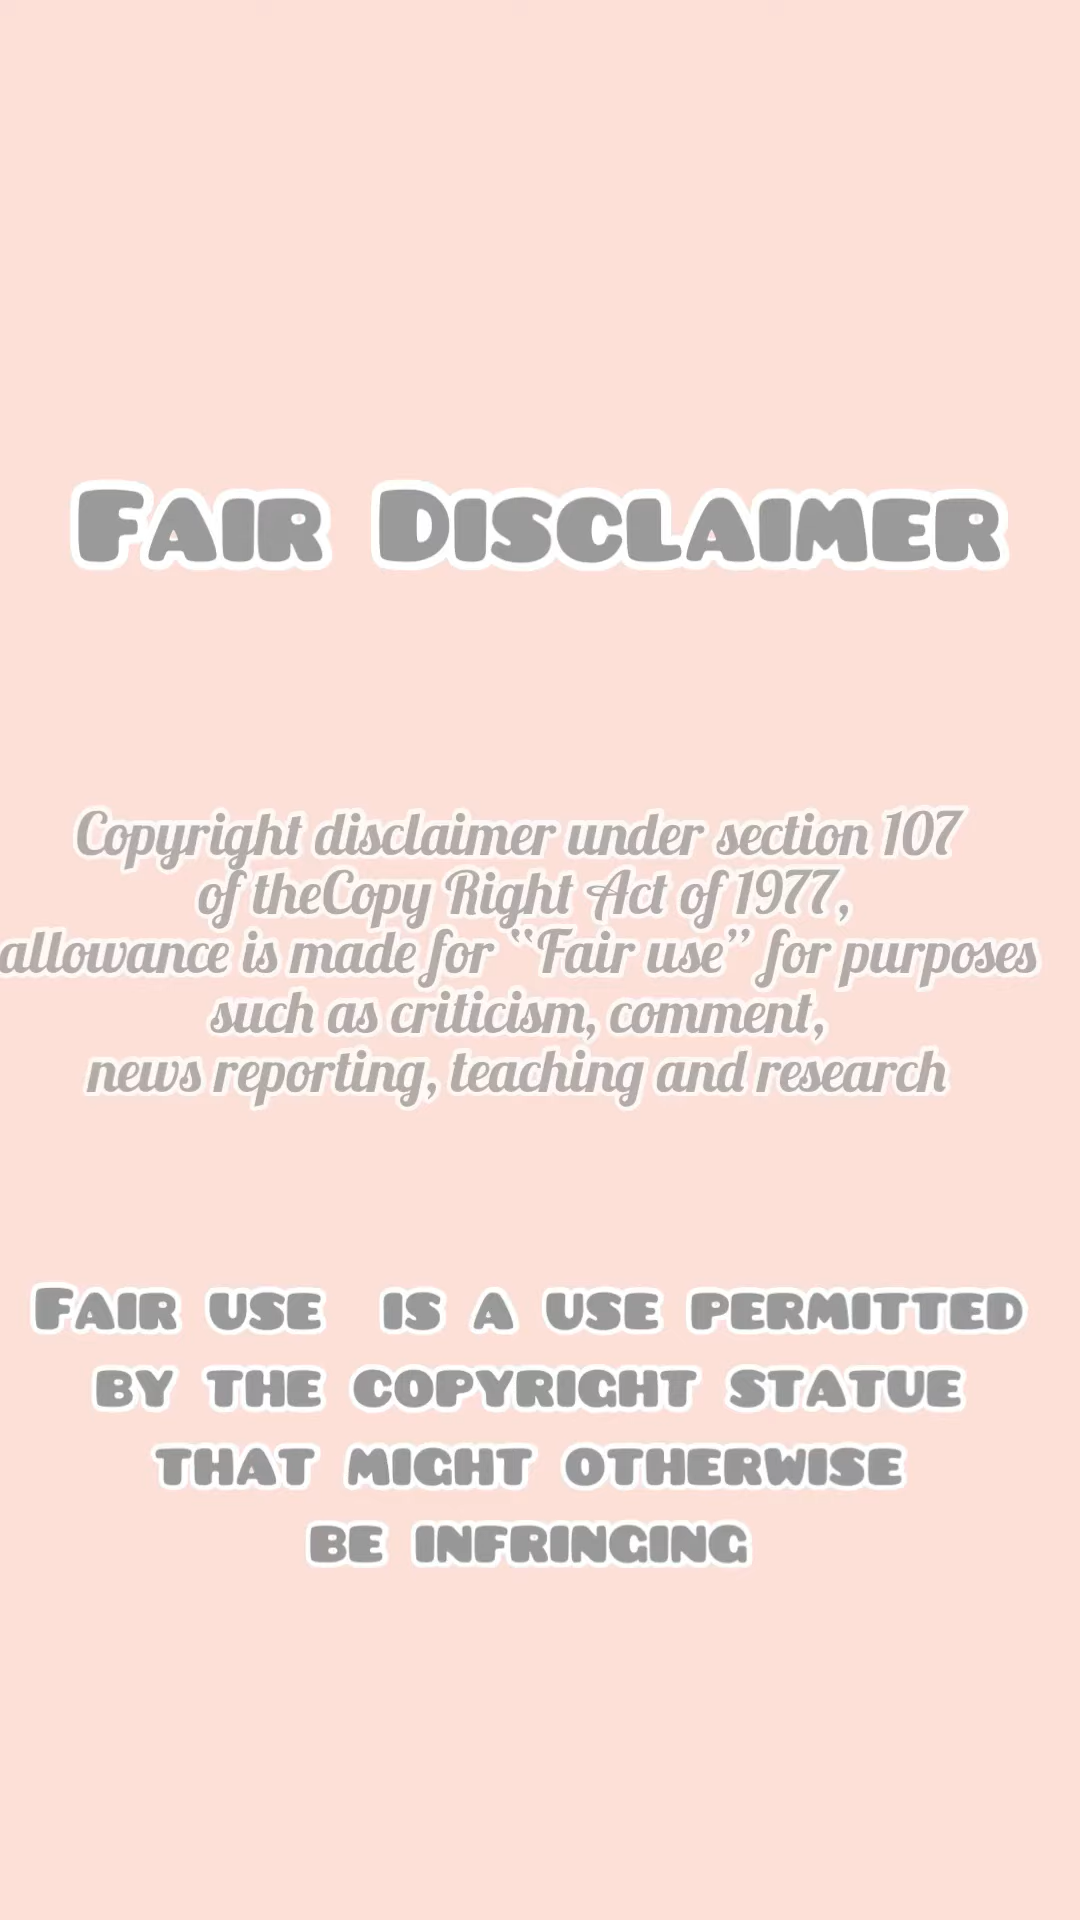 Fair Disclaimer
Copyright disclaimer under section 107
of theCopy Right Act of 1977,
allowance is made for “Fair use” for purposes
such as criticism, comment,
news reporting, teaching and research
Fair use is a use permitted
by the copyright statue
that might otherwise
be infringing